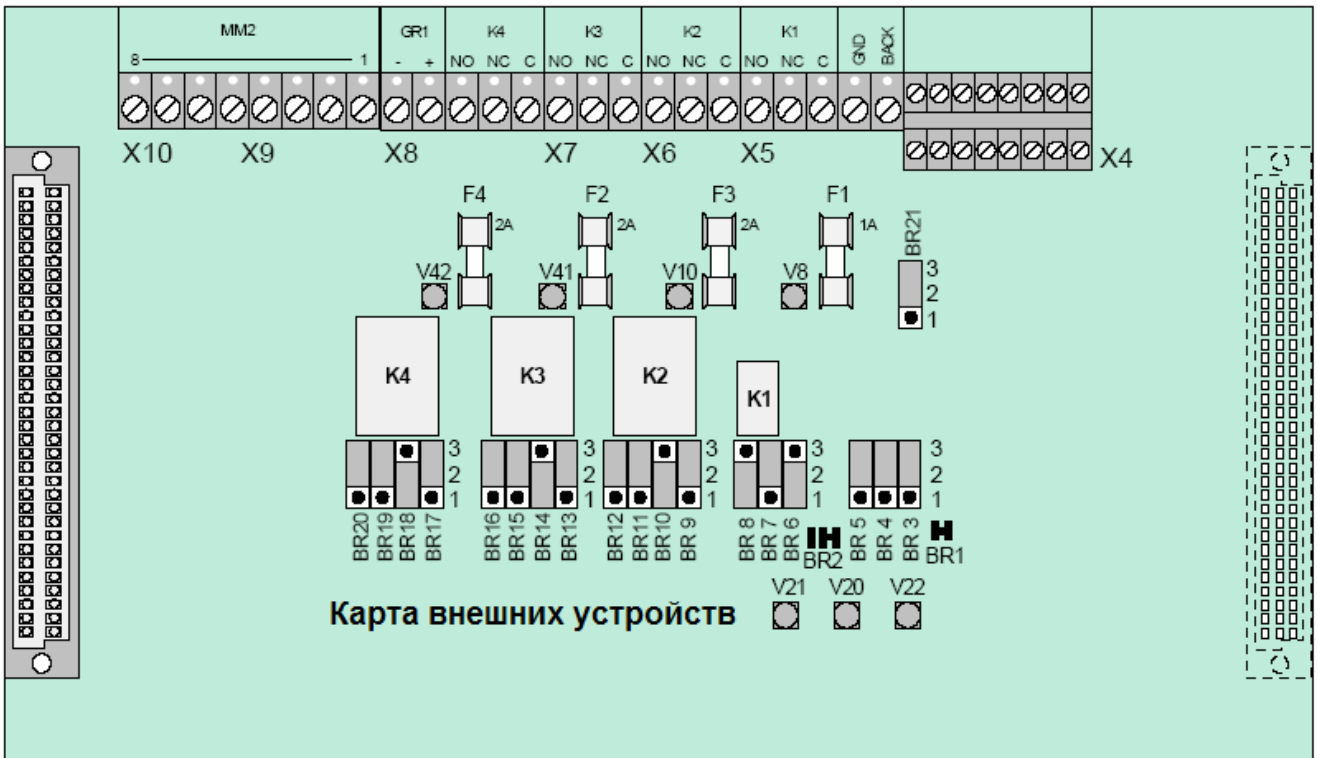 MM2 GR1 K4 K3 K2 K1 GND BACK
8 1 - + NO NC C NO NC C NO NC C NO NC C
X10 X9 X8 X7 X6 X5 X4
F4 F2 F3 F1
2A 2A 2A 1A
BR21
V42 V41 V10 V8
3
2
1
K4 K3 K2 K1
3 3 3 3 3
2 2 2 2 2
1 1 1 1 1
BR20 BR19 BR18 BR17 BR16 BR15 BR14 BR13 BR12 BR11 BR10 BR 9 BR 8 BR 7 BR 6 BR2 BR 5 BR 4 BR 3 BR1
V21 V20 V22
Карта внешних устройств